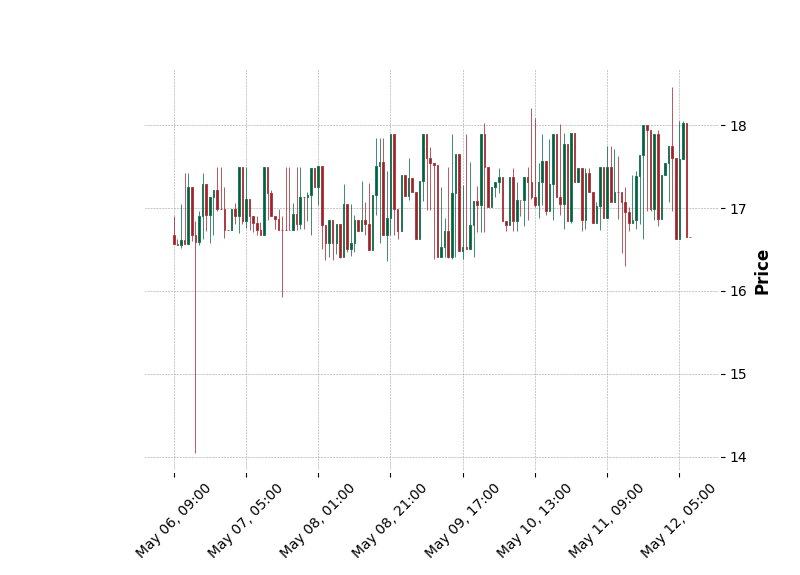 18
17
16
15
14
Price
May 06, 09:00
May 07, 05:00
May 08, 01:00
May 08, 21:00
May 09, 17:00
May 10, 13:00
May 11, 09:00
May 12, 05:00